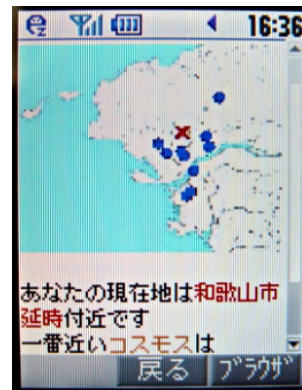 16:36
あなたの現在地は和歌山市
延時付近です
一番近いコスモスは
戻る ﾌﾞﾗｳｻﾞ